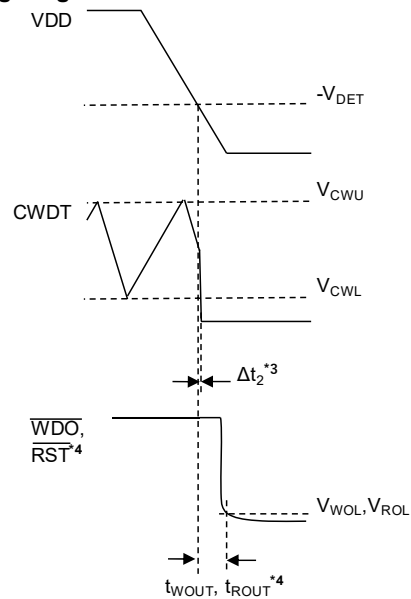 VDD
-VDET
VCWU
CWDT
VCWL
Δt2*3
WDO,
RST*4
VWOL,VROL
tWOUT, tROUT*4